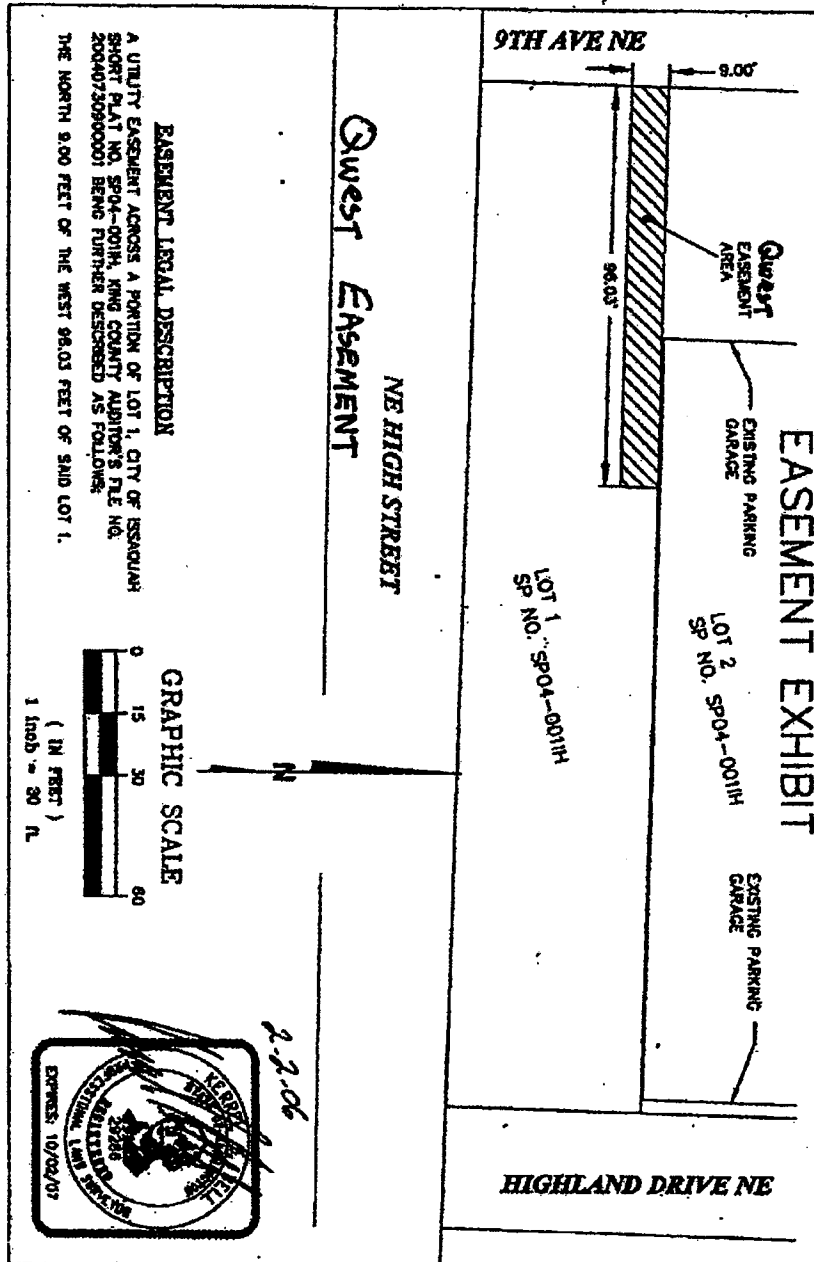 EASEMENT EXHIBIT
9TH AVE NE
9.00'
Qwest
EASEMENT
AREA
EXISTING PARKING
GARAGE
LOT 2
SP NO. SP04-001IH
EXISTING PARKING
GARAGE
96.03'
LOT 1
SP NO. SP04-001IH
HIGHLAND DRIVE NE
NE HIGH STREET
Qwest EASEMENT
N
EASEMENT LEGAL DESCRIPTION
A UTILITY EASEMENT ACROSS A PORTION OF LOT 1, CITY OF ISSAQUAH
SHORT PLAT NO. SP04-001IH, KING COUNTY AUDITOR'S FILE NO.
20040730900001 BEING FURTHER DESCRIBED AS FOLLOWS:
THE NORTH 9.00 FEET OF THE WEST 96.03 FEET OF SAID LOT 1.
GRAPHIC SCALE
0 15 30 60
( IN FEET )
1 inch = 30 ft.
2-2-06
REGISTERED
PROFESSIONAL LAND SURVEYOR
EXPIRES: 10/02/07